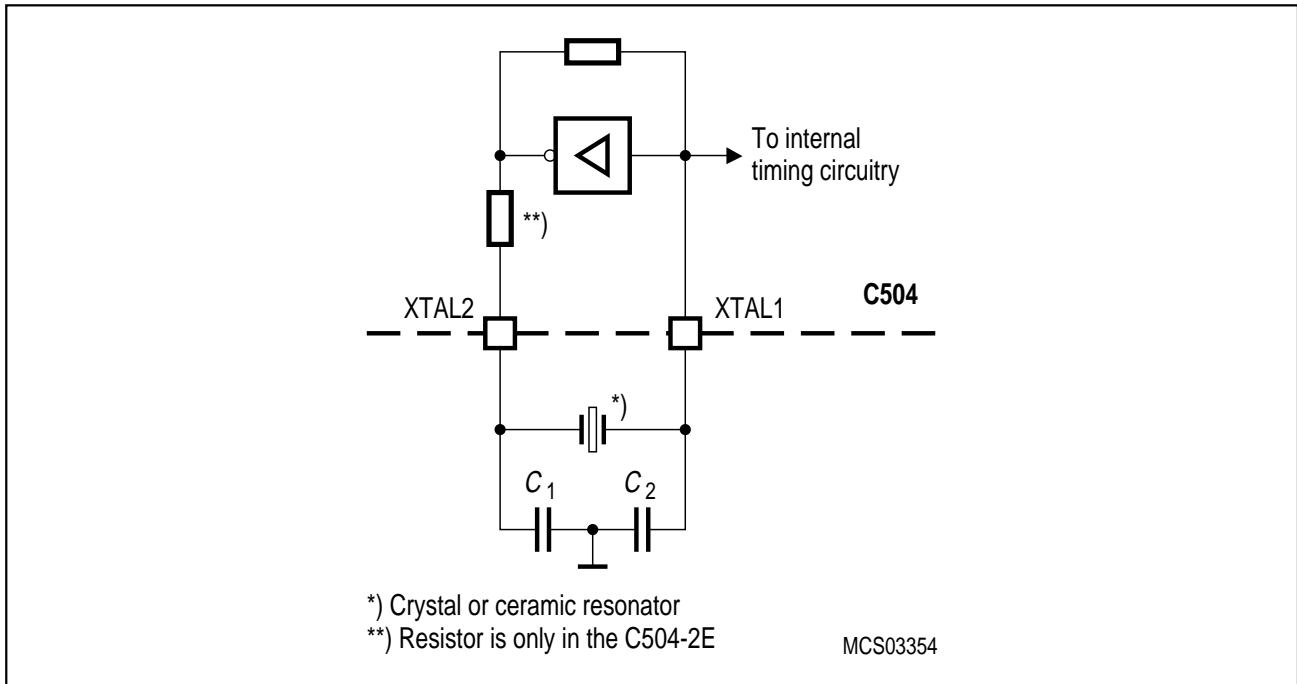 To internal
timing circuitry
**)
XTAL2
XTAL1
C504
*)
C1
C2
*) Crystal or ceramic resonator
**) Resistor is only in the C504-2E
MCS03354